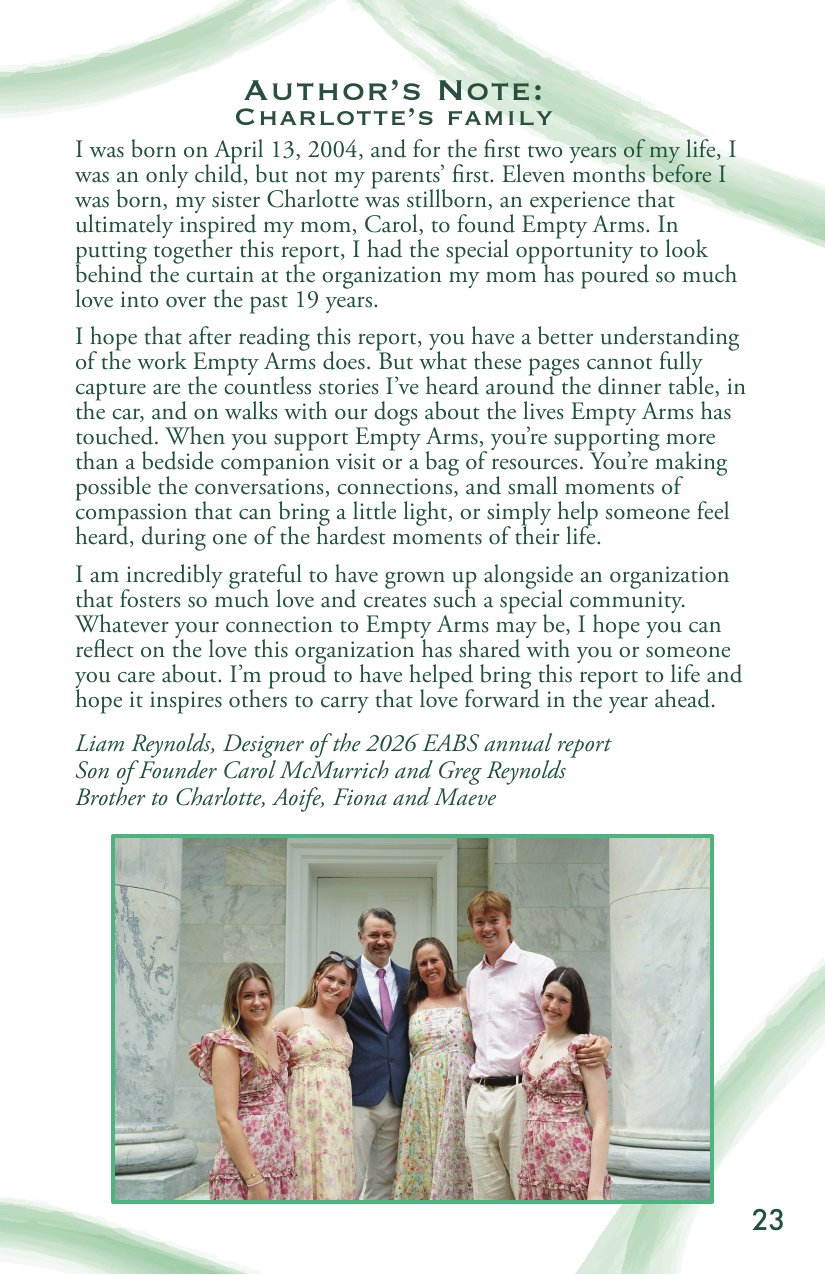 Author's Note:
Charlotte's family
I was born on April 13, 2004, and for the first two years of my life, I
was an only child, but not my parents' first. Eleven months before I
was born, my sister Charlotte was stillborn, an experience that
ultimately inspired my mom, Carol, to found Empty Arms. In
putting together this report, I had the special opportunity to look
behind the curtain at the organization my mom has poured so much
love into over the past 19 years.
I hope that after reading this report, you have a better understanding
of the work Empty Arms does. But what these pages cannot fully
capture are the countless stories I've heard around the dinner table, in
the car, and on walks with our dogs about the lives Empty Arms has
touched. When you support Empty Arms, you're supporting more
than a bedside companion visit or a bag of resources. You're making
possible the conversations, connections, and small moments of
compassion that can bring a little light, or simply help someone feel
heard, during one of the hardest moments of their life.
I am incredibly grateful to have grown up alongside an organization
that fosters so much love and creates such a special community.
Whatever your connection to Empty Arms may be, I hope you can
reflect on the love this organization has shared with you or someone
you care about. I'm proud to have helped bring this report to life and
hope it inspires others to carry that love forward in the year ahead.
Liam Reynolds, Designer of the 2026 EABS annual report
Son of Founder Carol McMurrich and Greg Reynolds
Brother to Charlotte, Aoife, Fiona and Maeve
23